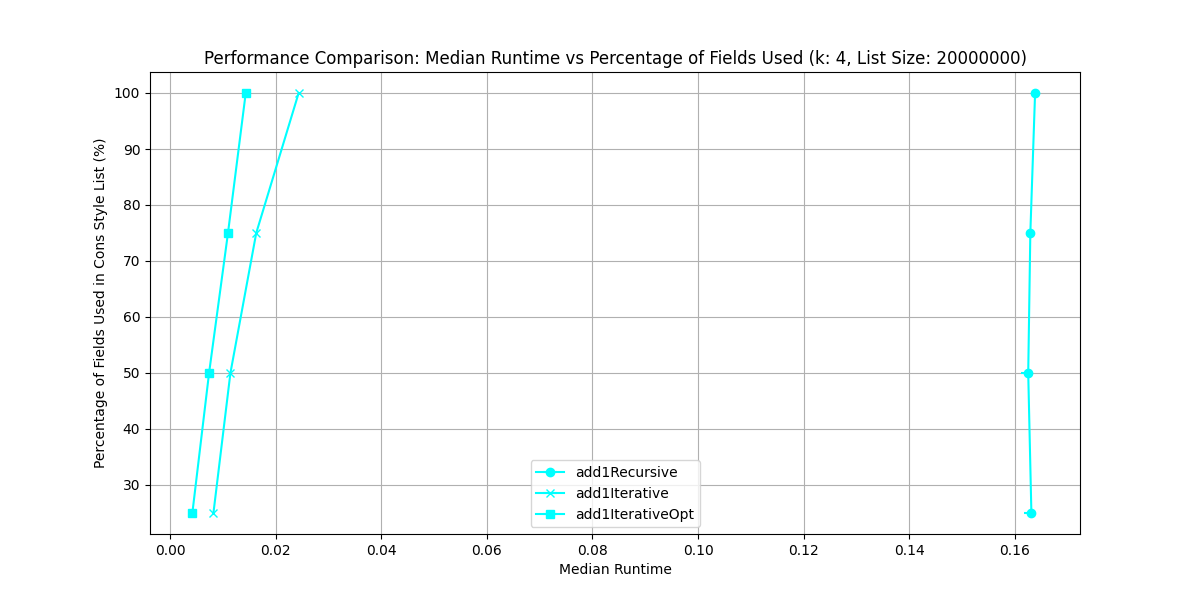 Performance Comparison: Median Runtime vs Percentage of Fields Used (k: 4, List Size: 20000000)
Percentage of Fields Used in Cons Style List (%)
100
90
80
70
60
50
40
30
add1Recursive
add1Iterative
add1IterativeOpt
0.00 0.02 0.04 0.06 0.08 0.10 0.12 0.14 0.16
Median Runtime